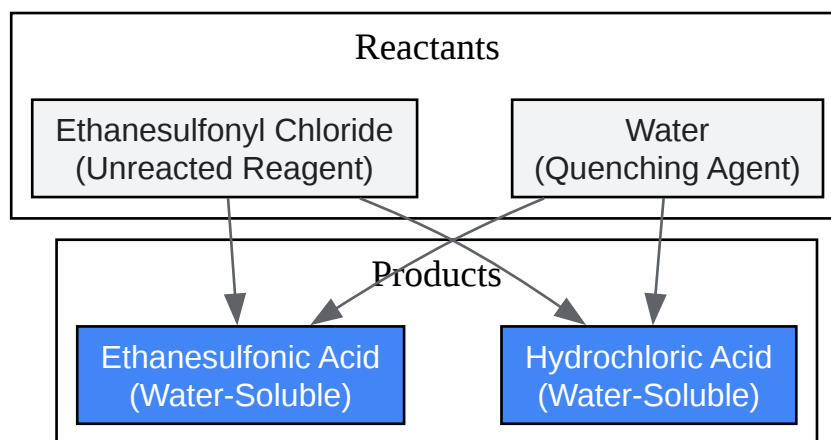 Reactants
Ethanesulfonyl Chloride
(Unreacted Reagent)
Water
(Quenching Agent)
Products
Ethanesulfonic Acid
(Water-Soluble)
Hydrochloric Acid
(Water-Soluble)